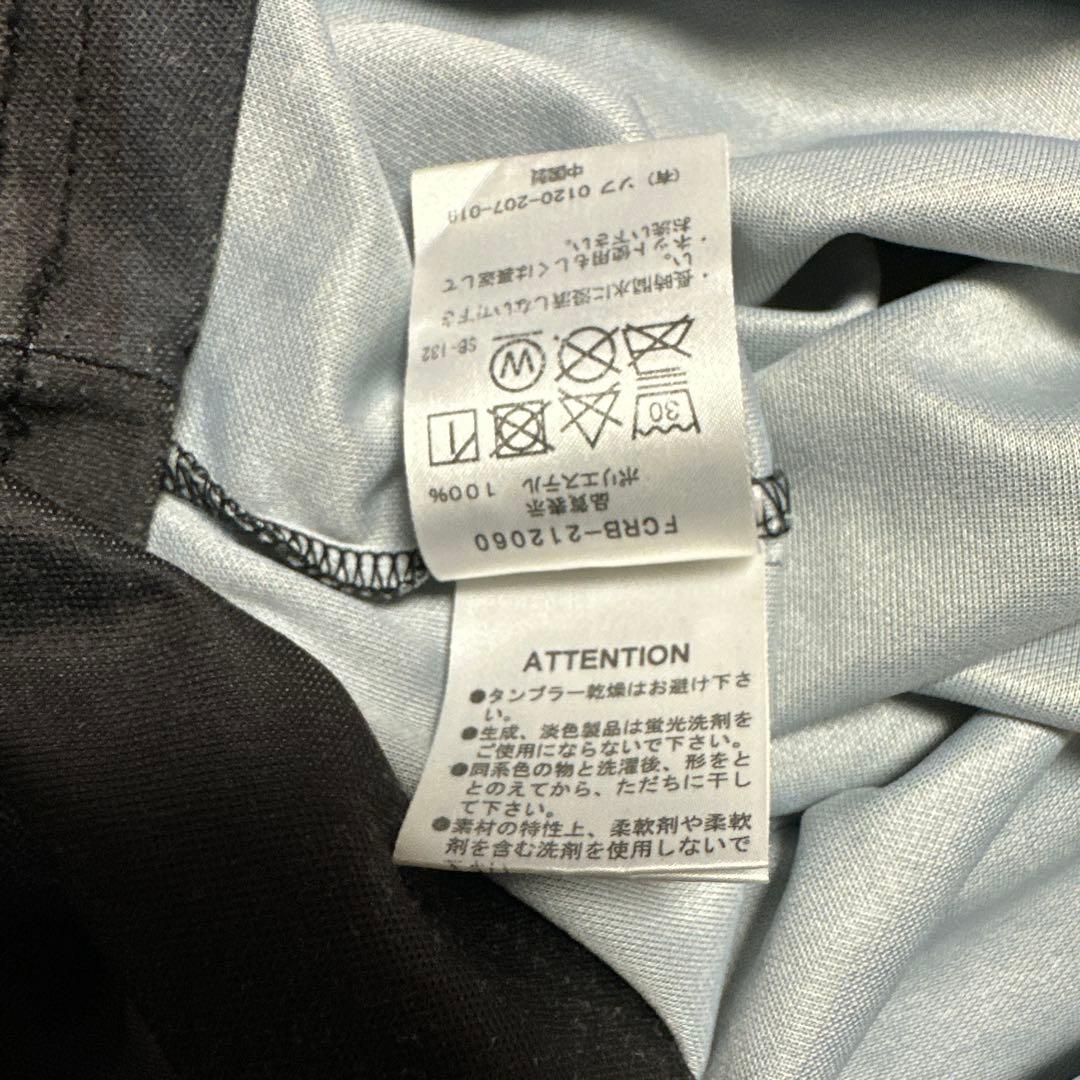 FCRB-212060
品質表示
ポリエステル 100%
30
W
SB-132
・長時間水に浸漬しないで下さ
い。
・ネット使用もしくは裏返して
お洗い下さい。
(有) ソフ 0120-207-019
中国製
ATTENTION
●タンブラー乾燥はお避け下さ
い。
●生成、淡色製品は蛍光洗剤を
ご使用にならないで下さい。
●同系色の物と洗濯後、形をと
とのえてから、ただちに干し
て下さい。
●素材の特性上、柔軟剤や柔軟
剤を含む洗剤を使用しないで